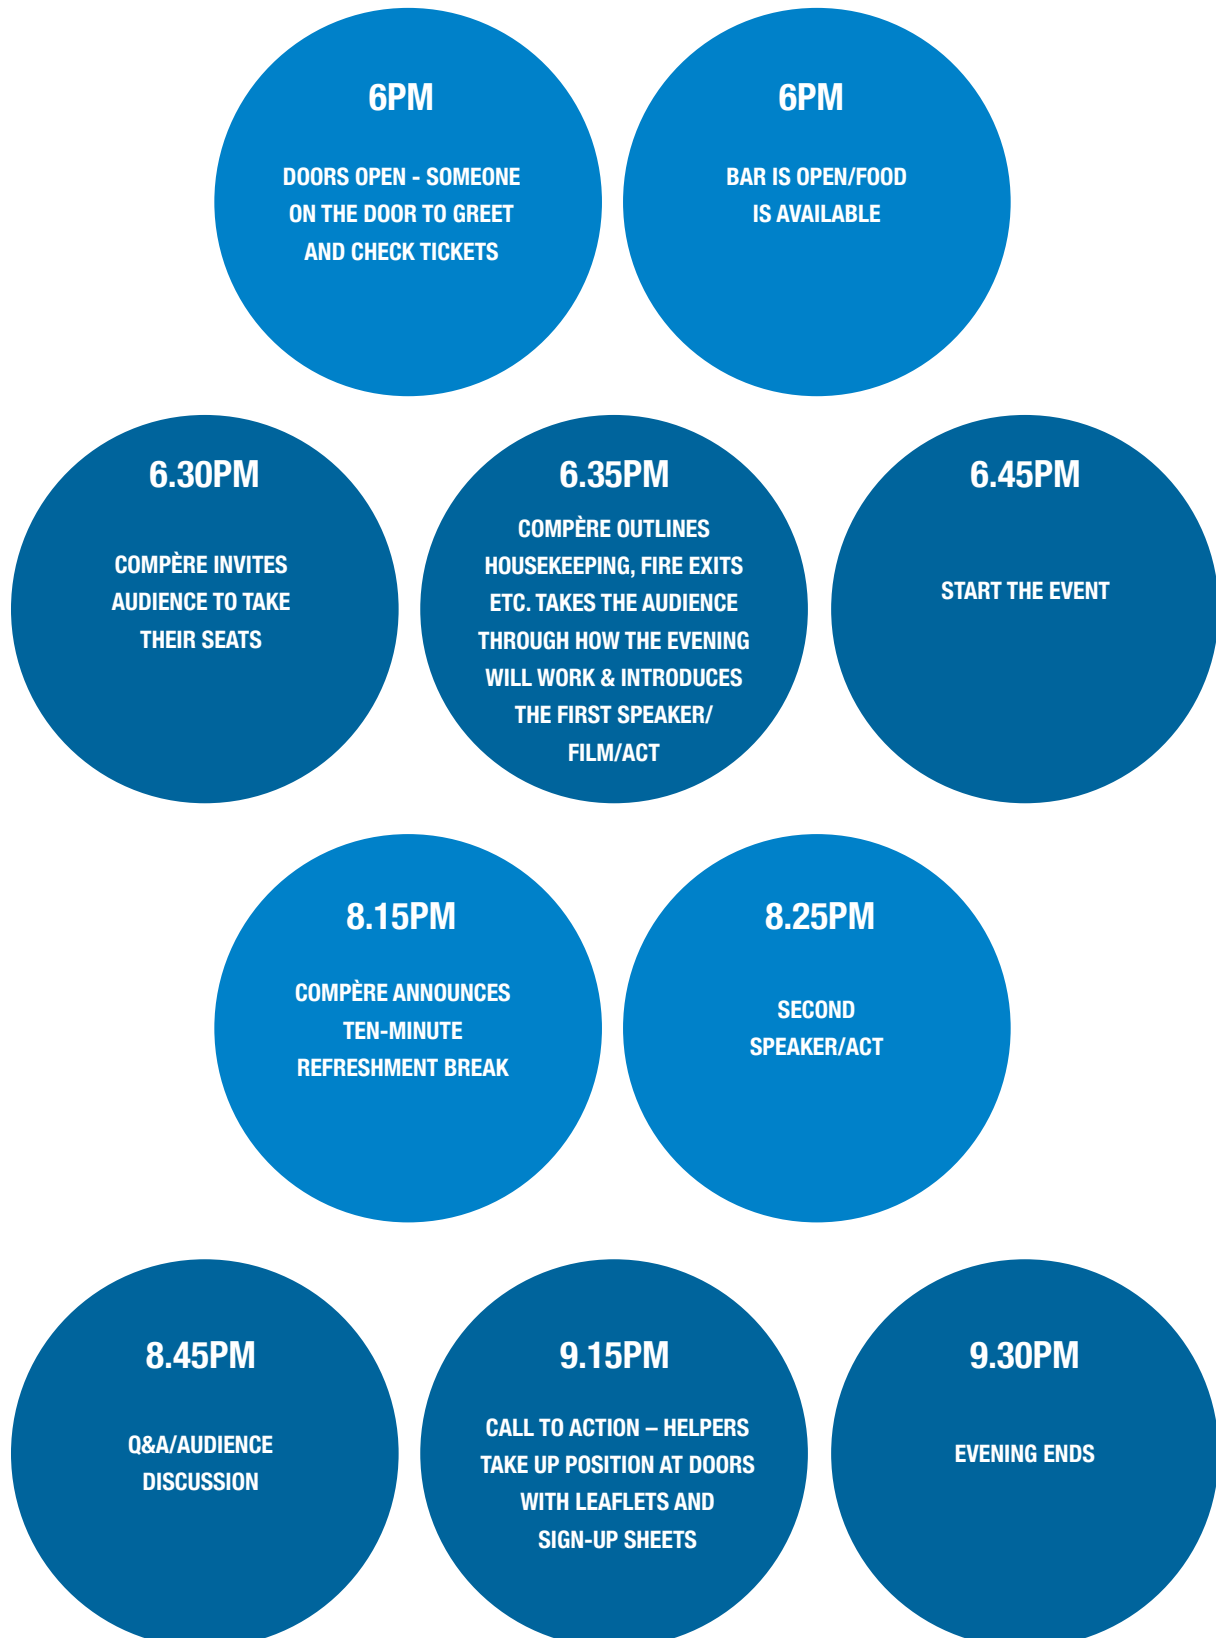 6PM
DOORS OPEN - SOMEONE
ON THE DOOR TO GREET
AND CHECK TICKETS
6PM
BAR IS OPEN/FOOD
IS AVAILABLE
6.30PM
COMPÈRE INVITES
AUDIENCE TO TAKE
THEIR SEATS
6.35PM
COMPÈRE OUTLINES
HOUSEKEEPING, FIRE EXITS
ETC. TAKES THE AUDIENCE
THROUGH HOW THE EVENING
WILL WORK & INTRODUCES
THE FIRST SPEAKER/
FILM/ACT
6.45PM
START THE EVENT
8.15PM
COMPÈRE ANNOUNCES
TEN-MINUTE
REFRESHMENT BREAK
8.25PM
SECOND
SPEAKER/ACT
8.45PM
Q&A/AUDIENCE
DISCUSSION
9.15PM
CALL TO ACTION – HELPERS
TAKE UP POSITION AT DOORS
WITH LEAFLETS AND
SIGN-UP SHEETS
9.30PM
EVENING ENDS